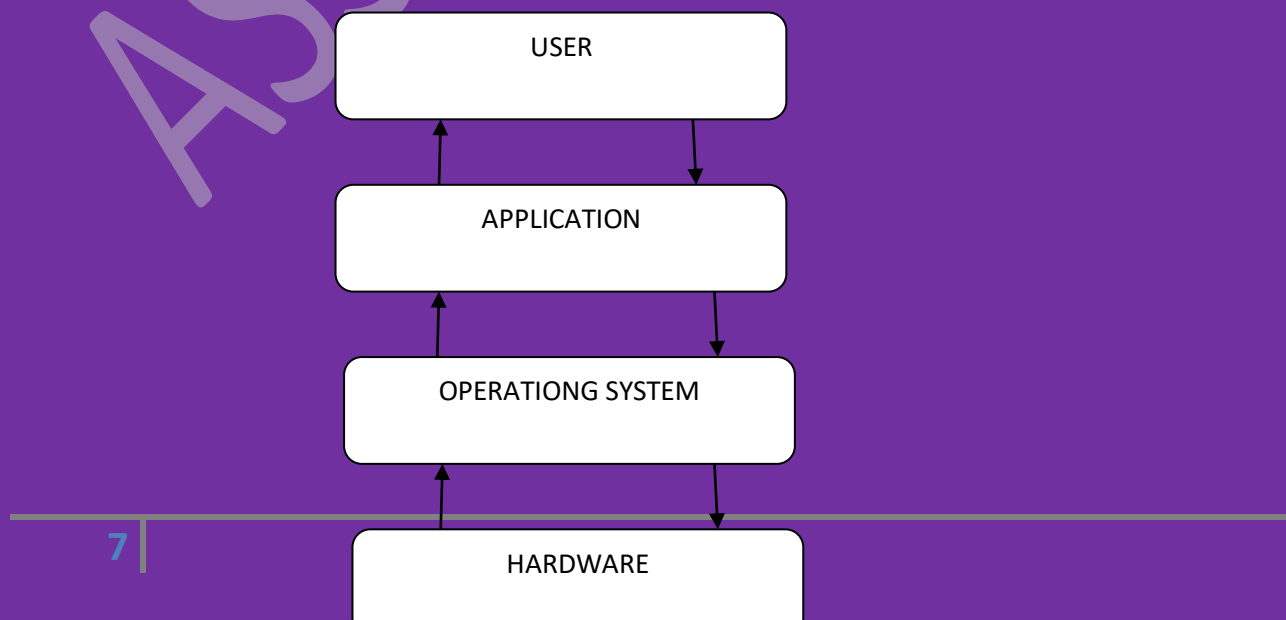 USER
APPLICATION
OPERATIONG SYSTEM
7
HARDWARE